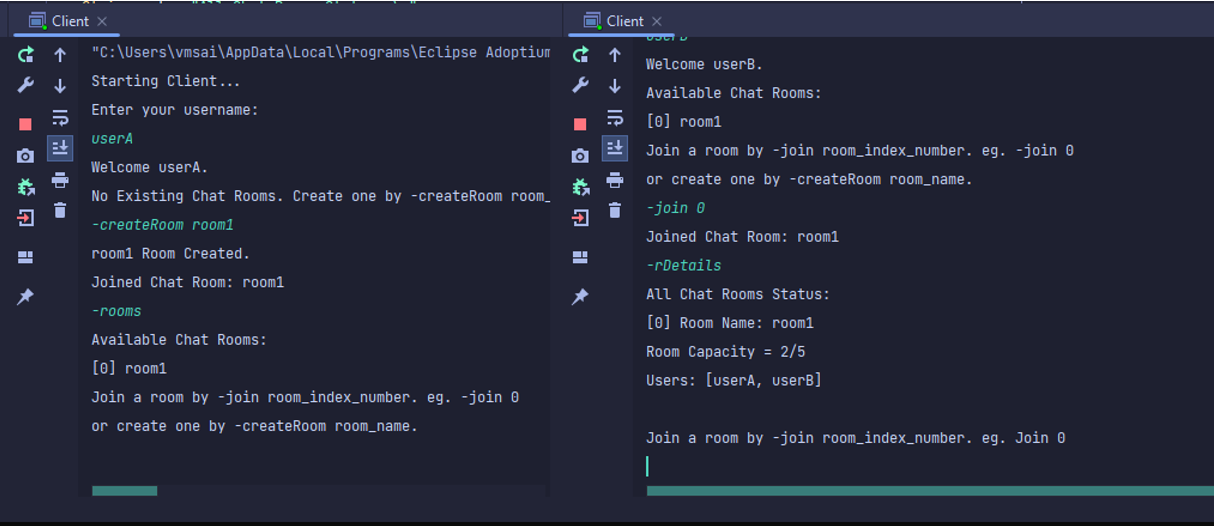 Client
"C:\Users\vmsai\AppData\Local\Programs\Eclipse Adoptium
Starting Client...
Enter your username:
userA
Welcome userA.
No Existing Chat Rooms. Create one by -createRoom room_
-createRoom room1
room1 Room Created.
Joined Chat Room: room1
-rooms
Available Chat Rooms:
[0] room1
Join a room by -join room_index_number. eg. -join 0
or create one by -createRoom room_name.
Client
userB
Welcome userB.
Available Chat Rooms:
[0] room1
Join a room by -join room_index_number. eg. -join 0
or create one by -createRoom room_name.
-join 0
Joined Chat Room: room1
-rDetails
All Chat Rooms Status:
[0] Room Name: room1
Room Capacity = 2/5
Users: [userA, userB]
Join a room by -join room_index_number. eg. Join 0